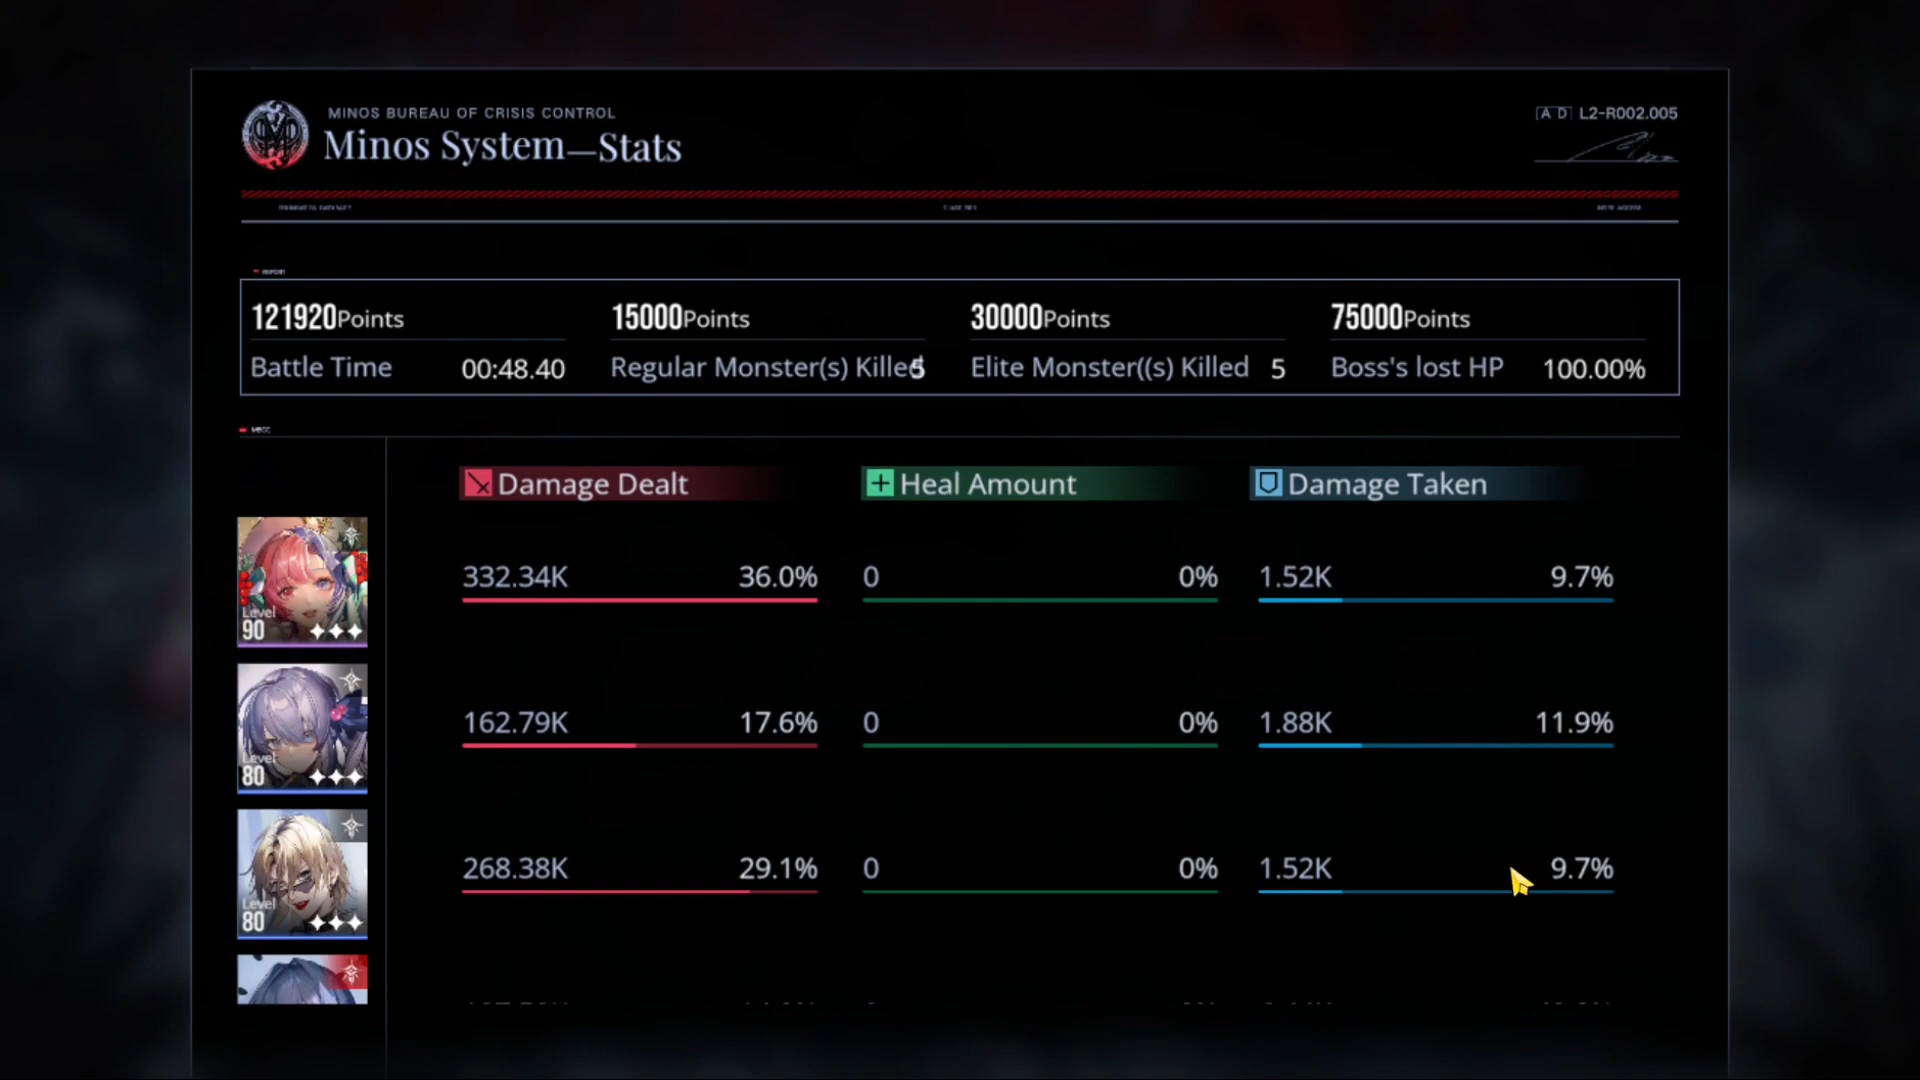 MINOS BUREAU OF CRISIS CONTROL
Minos System—Stats
A D L2-R002.005
121920Points
Battle Time 00:48.40
15000Points
Regular Monster(s) Killed 5
30000Points
Elite Monster((s) Killed 5
75000Points
Boss's lost HP 100.00%
MBCC
Damage Dealt Heal Amount Damage Taken
Level
90
332.34K 36.0% 0 0% 1.52K 9.7%
Level
80
162.79K 17.6% 0 0% 1.88K 11.9%
Level
80
268.38K 29.1% 0 0% 1.52K 9.7%